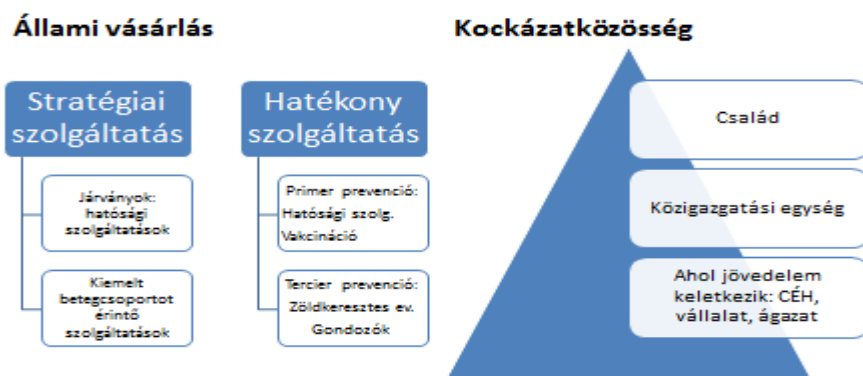 Állami vásárlás
Stratégiai
szolgáltatás
Járványok:
hatósági
szolgáltatások
Kiemelt
betegcsoportot
érintő
szolgáltatások
Hatékony
szolgáltatás
Primer prevenció:
Hatósági szolg.
Vakcináció
Tercier prevenció:
Zöldkeresztes ev.
Gondozók
Kockázatközösség
Család
Közigazgatási egység
Ahol jövedelem
keletkezik: CÉH,
vállalat, ágazat